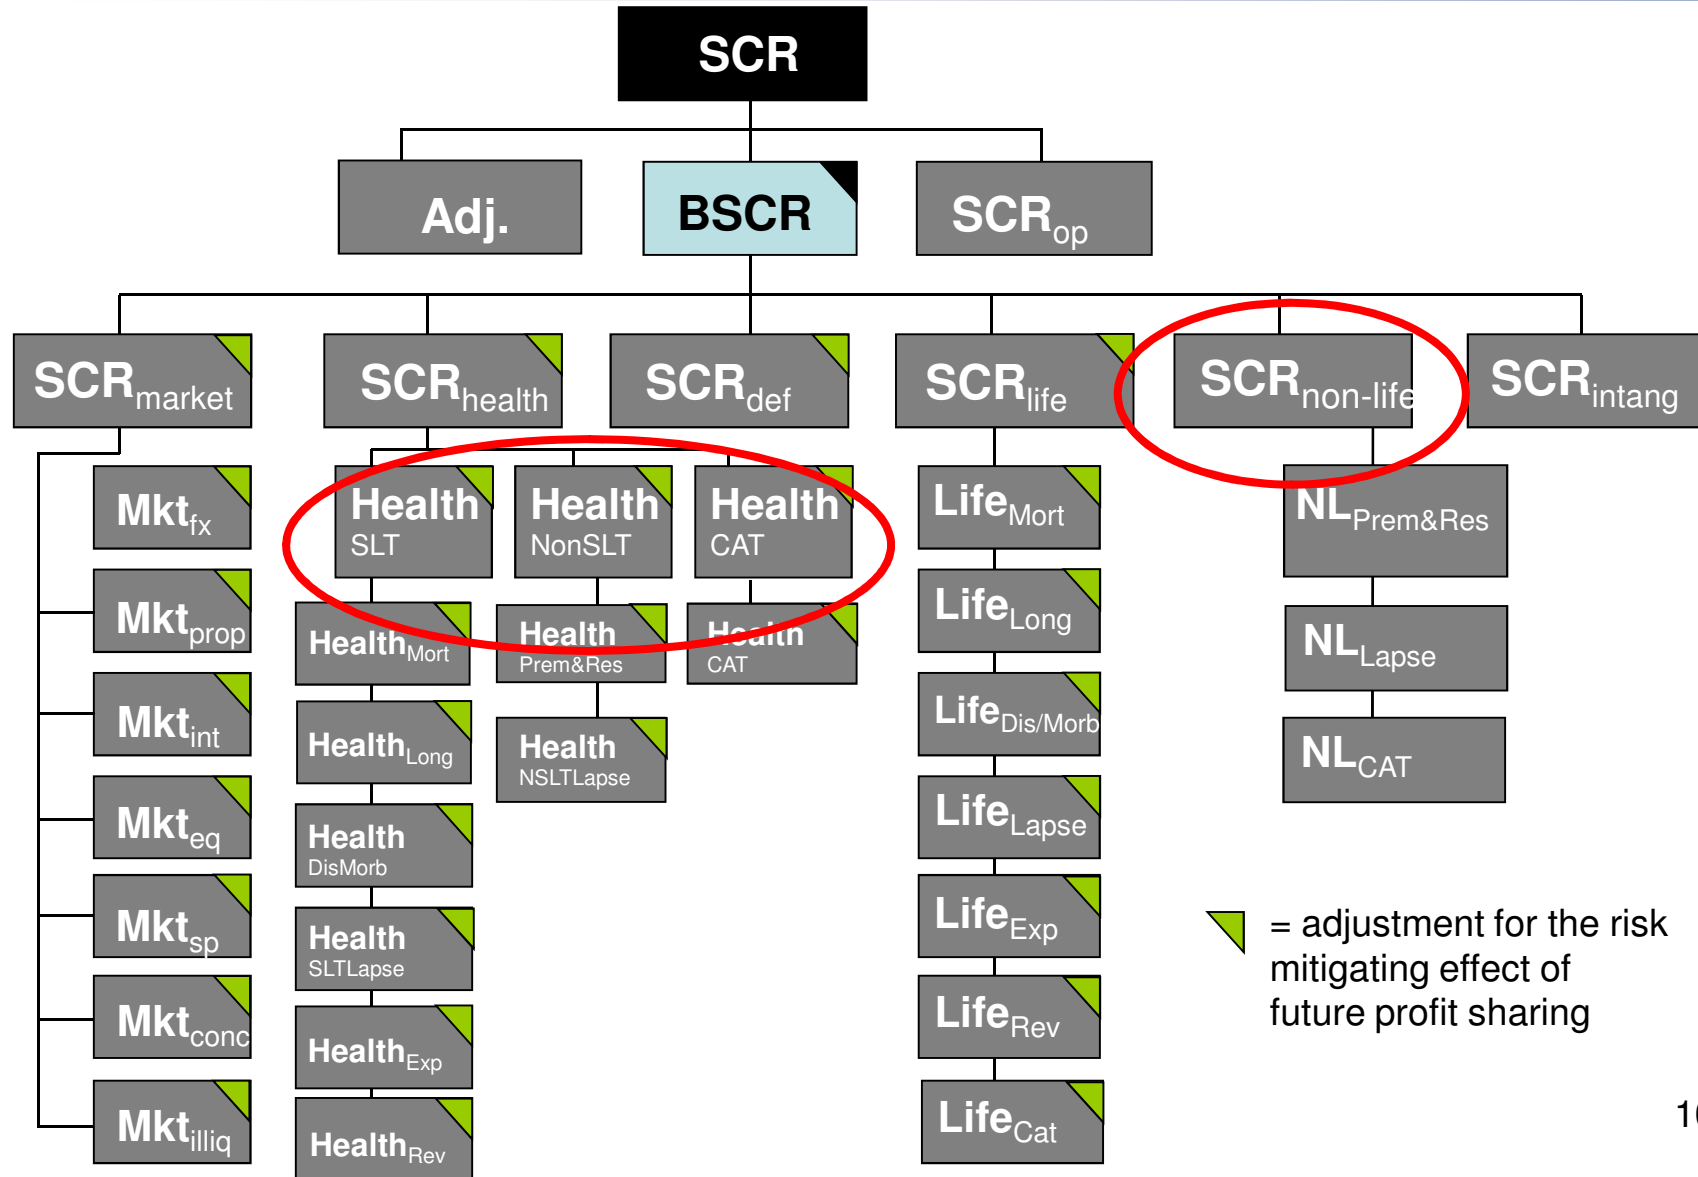 SCR
Adj.
BSCR
SCRop
SCRmarket
SCRhealth
SCRdef
SCRlife
SCRnon-life
SCRintang
Mktfx
Mktprop
Mktint
Mkteq
Mktsp
Mktconc
Mktilliq
Health
SLT
Health
NonSLT
Health
CAT
HealthMort
HealthLong
Health
DisMorb
Health
SLTLapse
HealthExp
HealthRev
Health
Prem&Res
Health
NSLTLapse
Health
CAT
LifeMort
LifeLong
LifeDis/Morb
LifeLapse
LifeExp
LifeRev
LifeCat
NLPrem&Res
NLLapse
NLCAT
= adjustment for the risk
mitigating effect of
future profit sharing